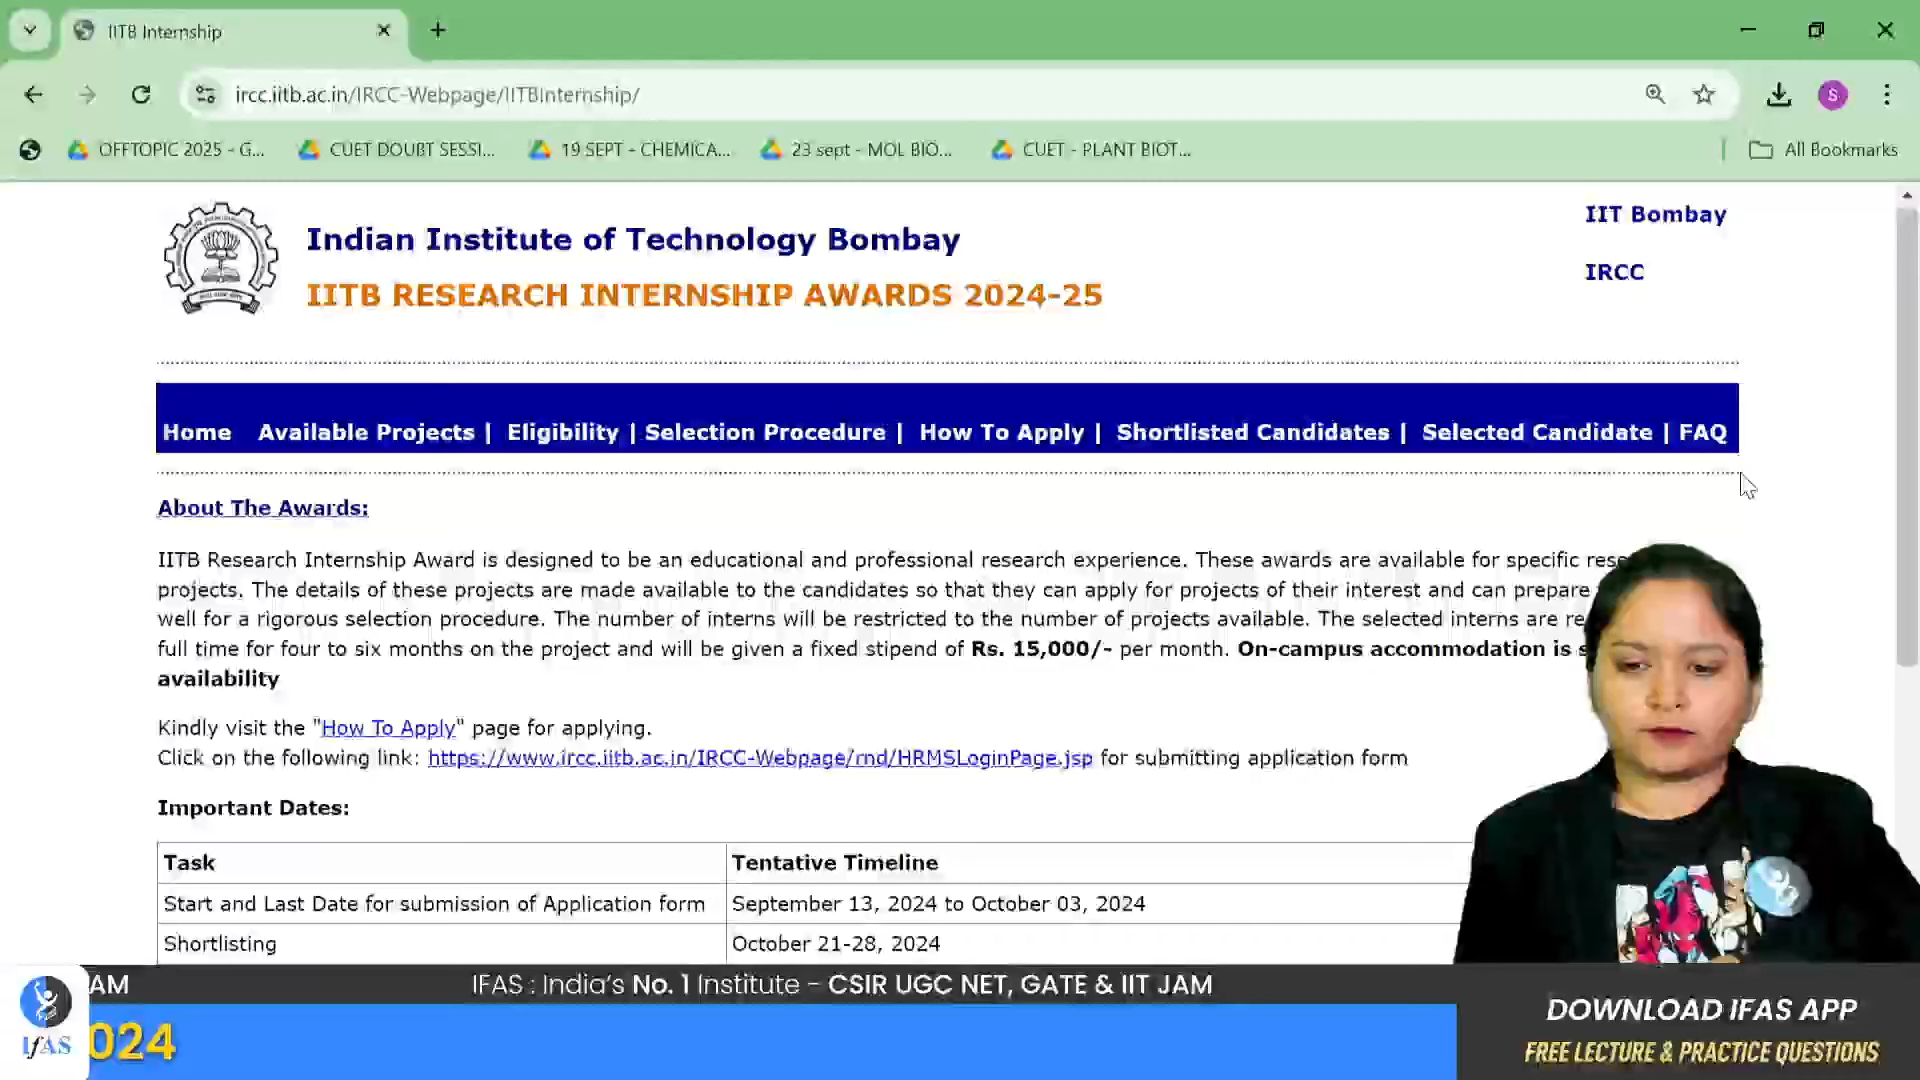 IITB Internship
ircc.iitb.ac.in/IRCC-Webpage/IITBInternship/
S
OFFTOPIC 2025 - G...
CUET DOUBT SESSI...
19 SEPT - CHEMICA...
23 sept - MOL BIO...
CUET - PLANT BIOT...
All Bookmarks
Indian Institute of Technology Bombay
IITB RESEARCH INTERNSHIP AWARDS 2024-25
IIT Bombay
IRCC
Home Available Projects | Eligibility | Selection Procedure | How To Apply | Shortlisted Candidates | Selected Candidate | FAQ
About The Awards:
IITB Research Internship Award is designed to be an educational and professional research experience. These awards are available for specific
projects. The details of these projects are made available to the candidates so that they can apply for projects of their interest and can prepare
well for a rigorous selection procedure. The number of interns will be restricted to the number of projects available. The selected interns are
full time for four to six months on the project and will be given a fixed stipend of Rs. 15,000/- per month. On-campus accommodation is
availability
Kindly visit the "How To Apply" page for applying.
Click on the following link: https://www.ircc.iitb.ac.in/IRCC-Webpage/rnd/HRMSLoginPage.jsp for submitting application form
Important Dates:
Task Tentative Timeline
Start and Last Date for submission of Application form September 13, 2024 to October 03, 2024
Shortlisting October 21-28, 2024
AM IFAS : India's No. 1 Institute - CSIR UGC NET, GATE & IIT JAM
IFAS
024
DOWNLOAD IFAS APP
FREE LECTURE & PRACTICE QUESTIONS